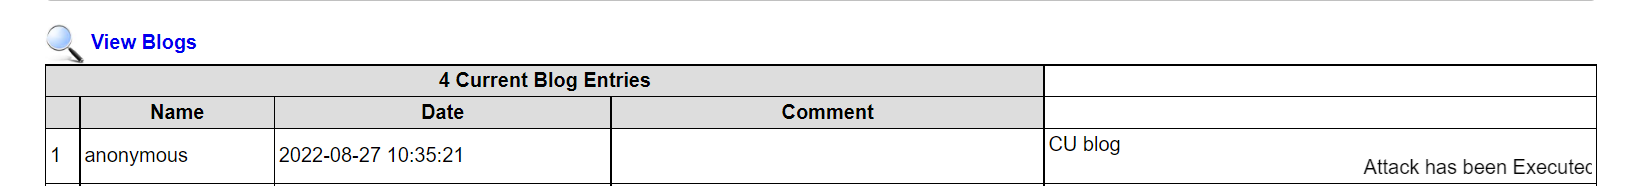 View Blogs
4 Current Blog Entries
Name Date Comment
1 anonymous 2022-08-27 10:35:21 CU blog
Attack has been Executed